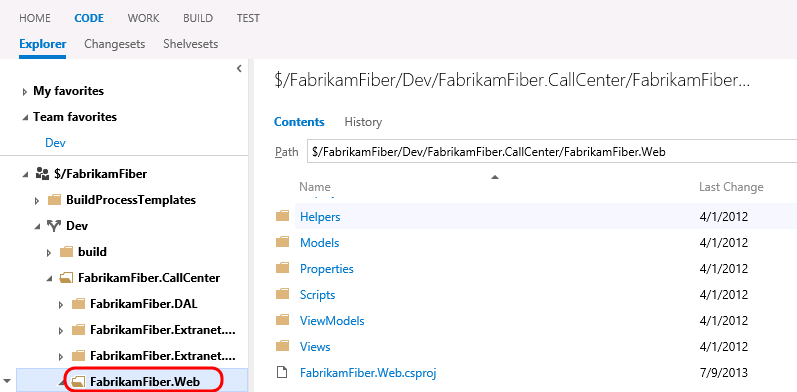 HOME CODE WORK BUILD TEST
Explorer Changesets Shelvesets
My favorites
Team favorites
Dev
$/FabrikamFiber
BuildProcessTemplates
Dev
build
FabrikamFiber.CallCenter
FabrikamFiber.DAL
FabrikamFiber.Extranet....
FabrikamFiber.Extranet....
FabrikamFiber.Web
$/FabrikamFiber/Dev/FabrikamFiber.CallCenter/FabrikamFiber...
Contents History
Path $/FabrikamFiber/Dev/FabrikamFiber.CallCenter/FabrikamFiber.Web
Name Last Change
Helpers 4/1/2012
Models 4/1/2012
Properties 4/1/2012
Scripts 4/1/2012
ViewModels 4/1/2012
Views 4/1/2012
FabrikamFiber.Web.csproj 7/9/2013